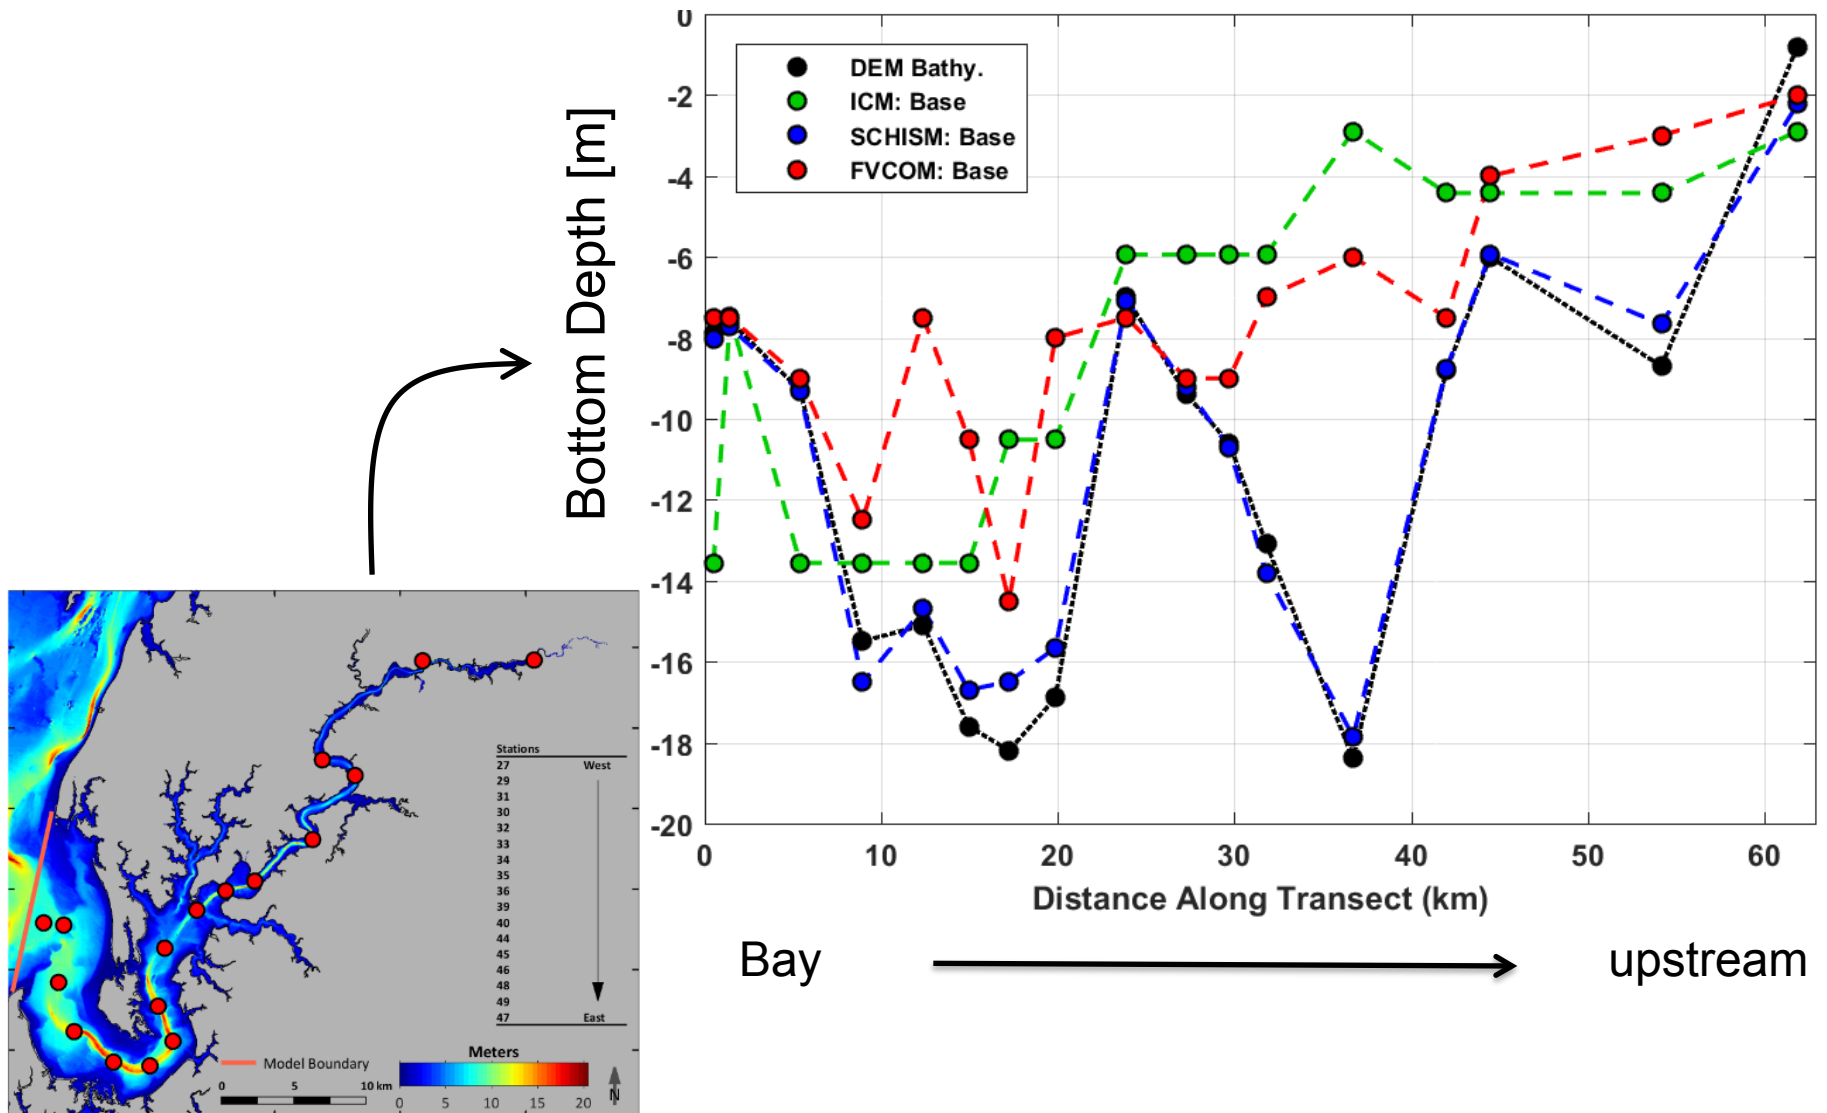 0
-2
-4
-6
-8
-10
-12
-14
-16
-18
-20
Bottom Depth [m]
DEM Bathy.
ICM: Base
SCHISM: Base
FVCOM: Base
0 10 20 30 40 50 60
Distance Along Transect (km)
Bay upstream
Stations
27 West
29
31
30
32
33
34
35
36
39
40
44
45
46
48
49
47 East
Model Boundary
0 5 10 km
Meters
0 5 10 15 20
N